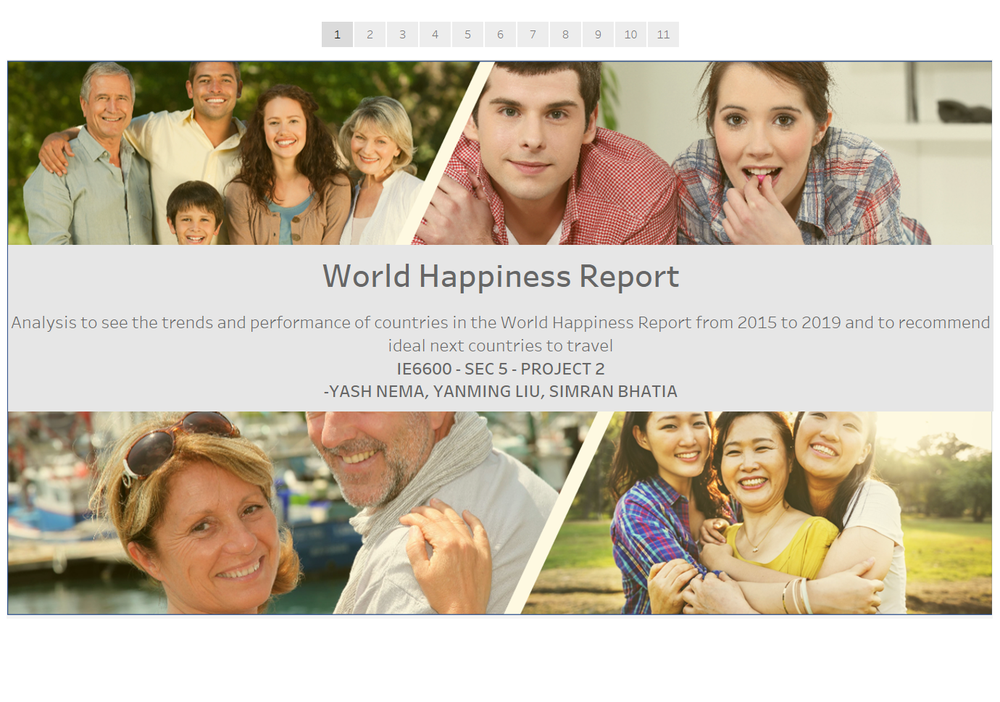 1 2 3 4 5 6 7 8 9 10 11
World Happiness Report
Analysis to see the trends and performance of countries in the World Happiness Report from 2015 to 2019 and to recommend
ideal next countries to travel
IE6600 - SEC 5 - PROJECT 2
-YASH NEMA, YANMING LIU, SIMRAN BHATIA